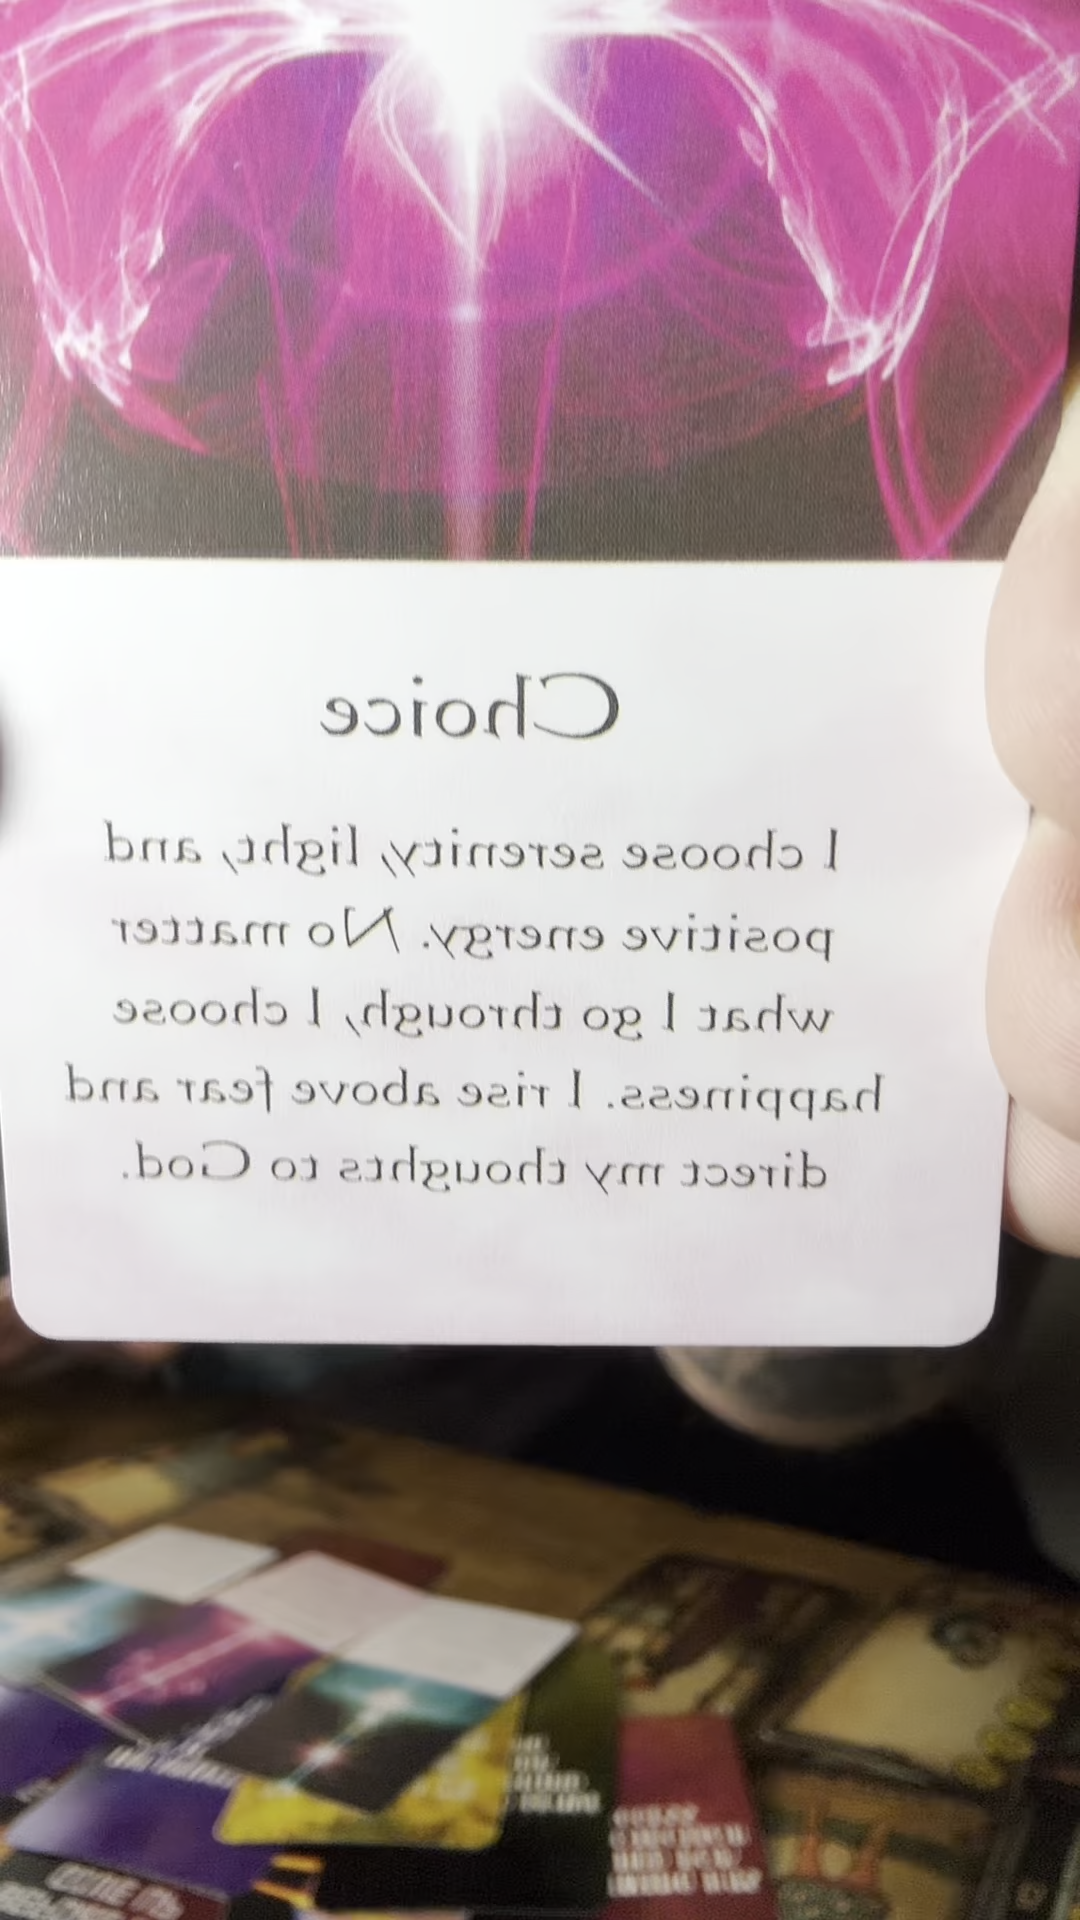 Choice
I choose serenity, light, and
positive energy. No matter
what I go through, I choose
happiness. I rise above fear and
direct my thoughts to God.